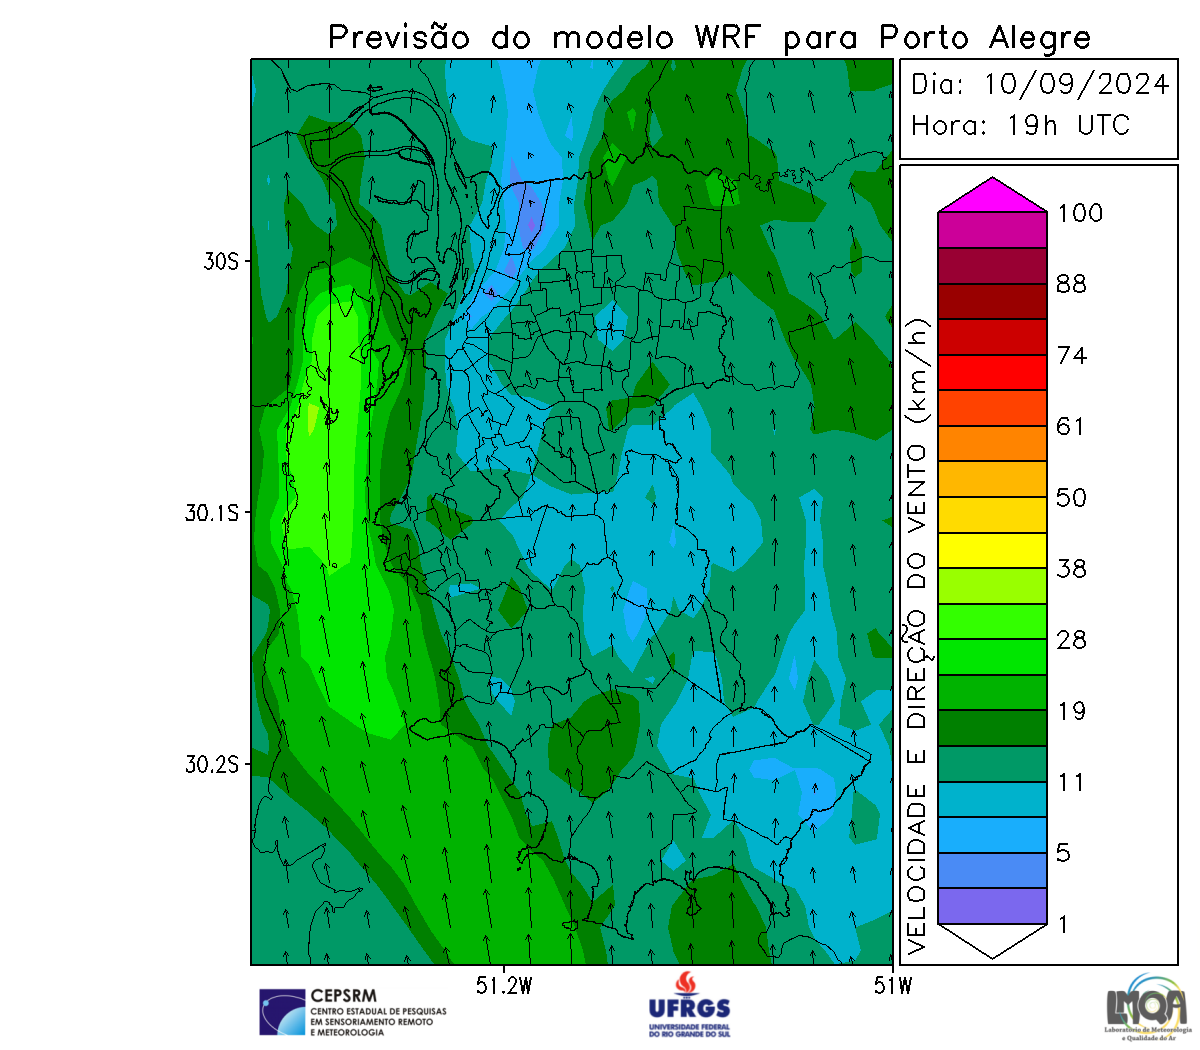 Previsão do modelo WRF para Porto Alegre
Dia: 10/09/2024
Hora: 19h UTC
30S
30.1S
30.2S
51.2W
51W
VELOCIDADE E DIREÇÃO DO VENTO (km/h)
100
88
74
61
50
38
28
19
11
5
1
CEPSRM
CENTRO ESTADUAL DE PESQUISAS
EM SENSORIAMENTO REMOTO
E METEOROLOGIA
UFRGS
UNIVERSIDADE FEDERAL
DO RIO GRANDE DO SUL
LMQA
Laboratório de Meteorologia
e Qualidade do Ar